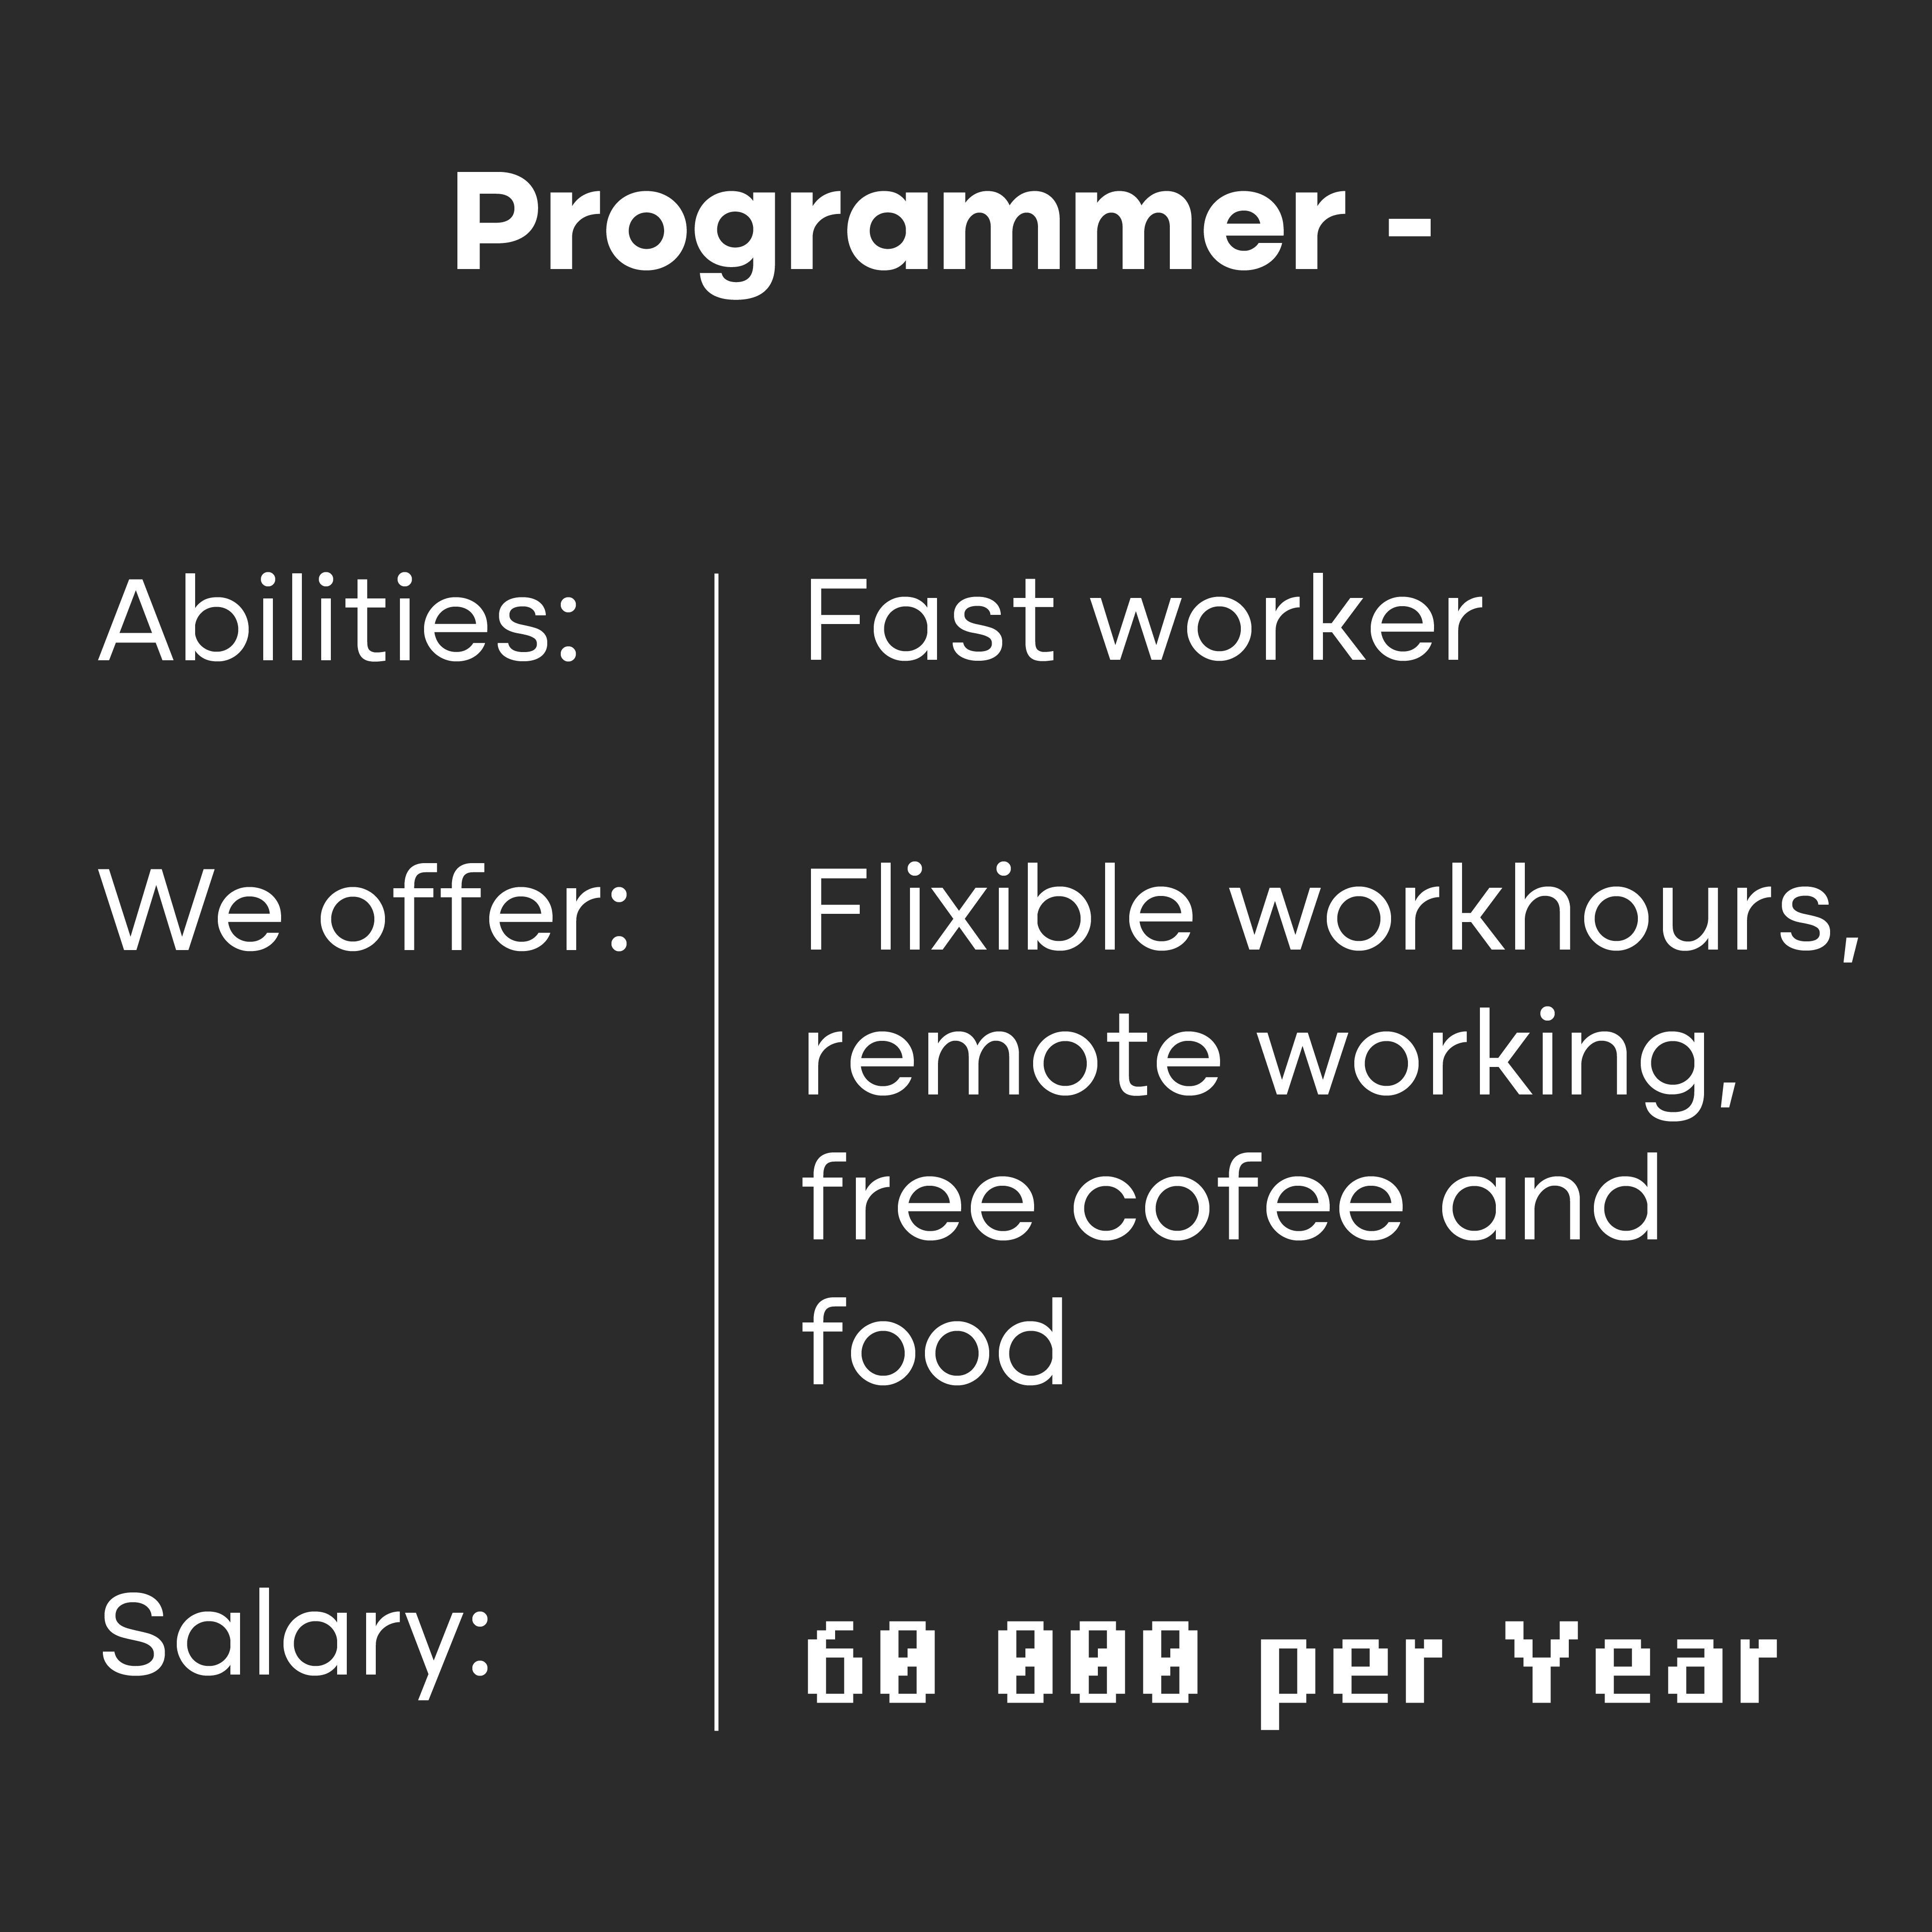 Programmer -
Abilities:
Fast worker
We offer:
Flixible workhours,
remote working,
free cofee and
food
Salary:
60 000 per Year